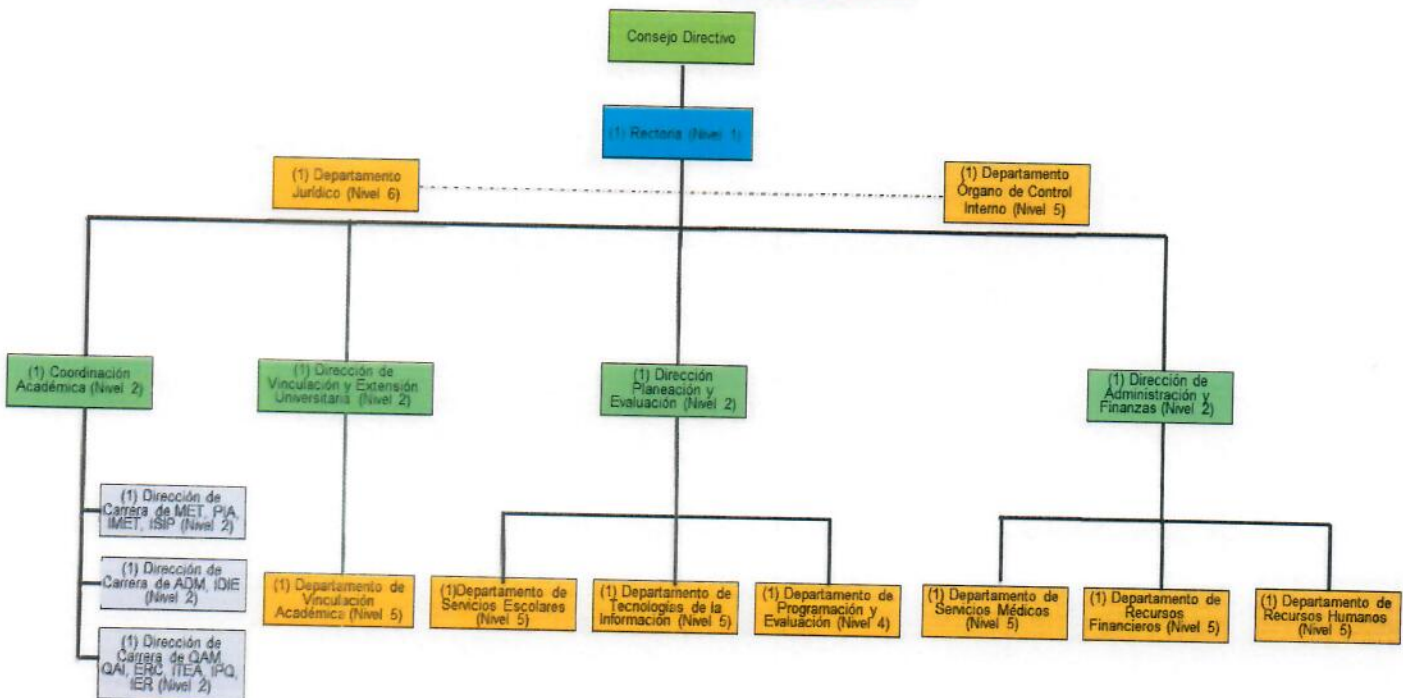 Consejo Directivo
(1) Rectoria (Nivel 1)
(1) Departamento
Jurídico (Nivel 6)
(1) Departamento
Órgano de Control
Interno (Nivel 5)
(1) Coordinación
Académica (Nivel 2)
(1) Dirección de
Vinculación y Extensión
Universitaria (Nivel 2)
(1) Dirección
Planeación y
Evaluación (Nivel 2)
(1) Dirección de
Administración y
Finanzas (Nivel 2)
(1) Dirección de
Carrera de MET, PIA,
IMET, ISIP (Nivel 2)
(1) Dirección de
Carrera de ADM, IDIE
(Nivel 2)
(1) Dirección de
Carrera de QAM,
QAI, ERC, ITEA, IPQ,
IER (Nivel 2)
(1) Departamento de
Vinculación
Académica (Nivel 5)
(1)Departamento de
Servicios Escolares
(Nivel 5)
(1) Departamento de
Tecnologías de la
Información (Nivel 5)
(1) Departamento de
Programación y
Evaluación (Nivel 4)
(1) Departamento de
Servicios Médicos
(Nivel 5)
(1) Departamento de
Recursos
Financieros (Nivel 5)
(1) Departamento de
Recursos Humanos
(Nivel 5)